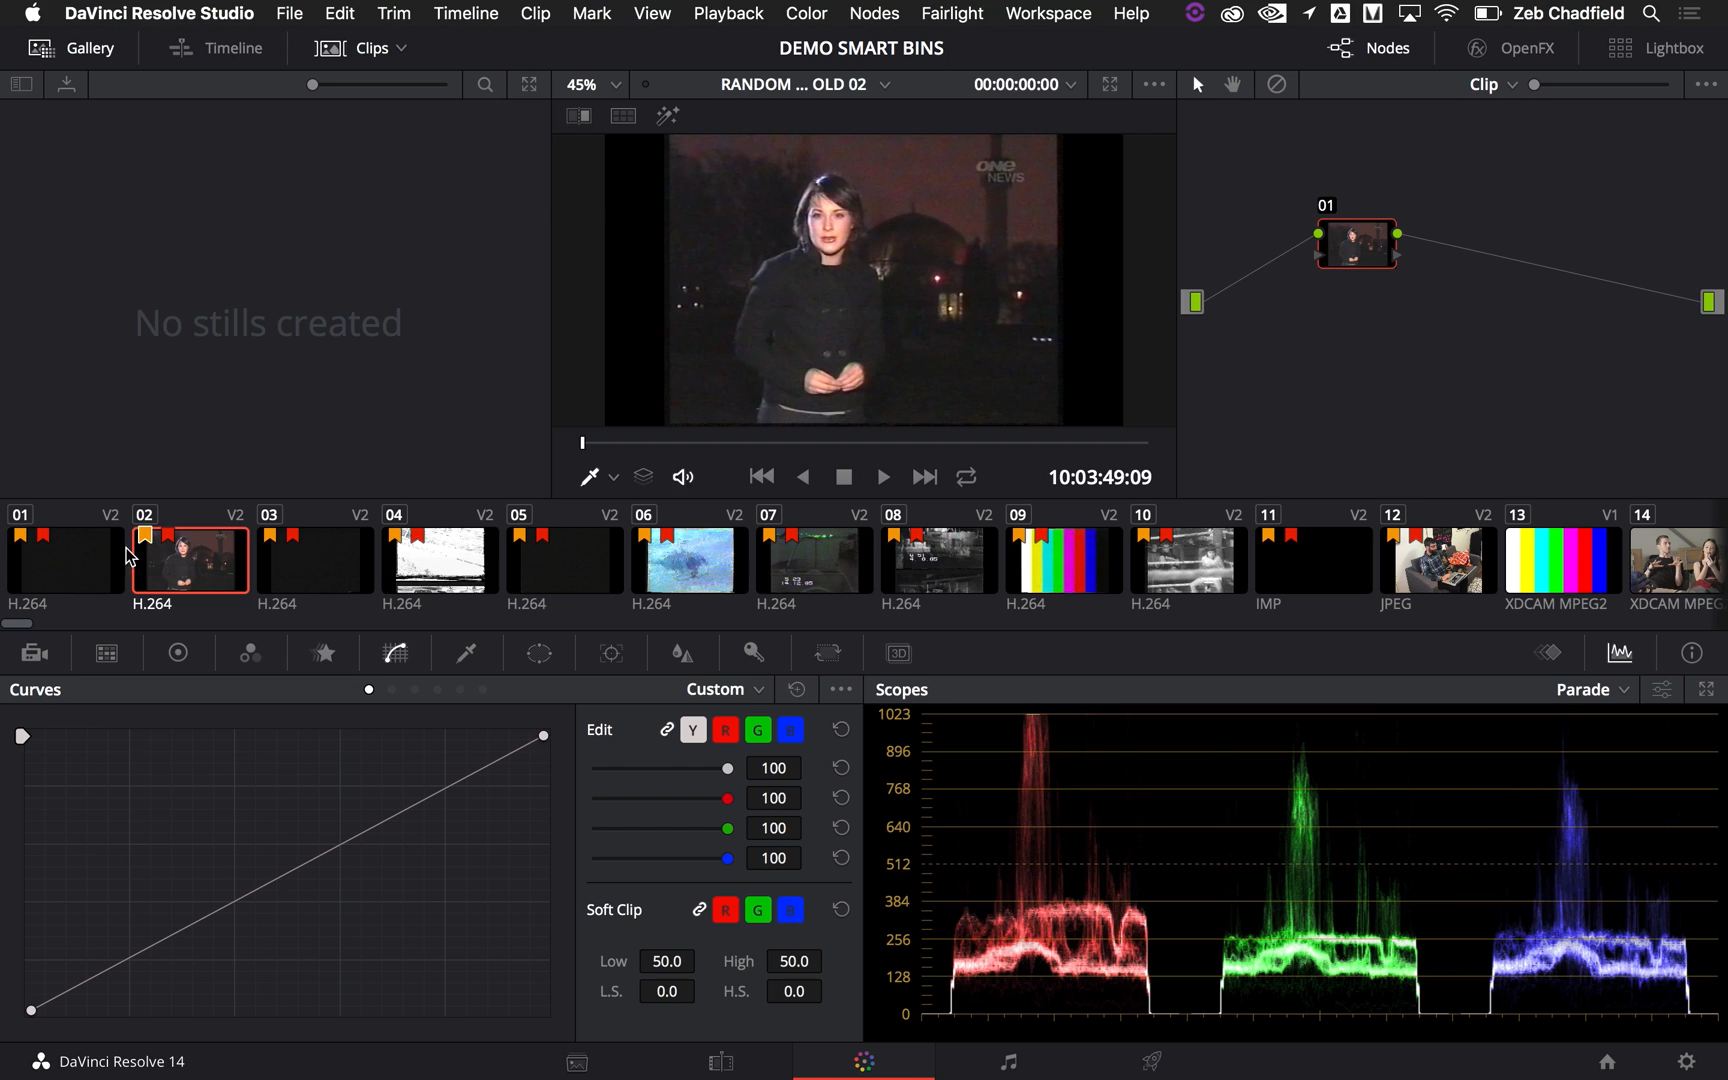 DaVinci Resolve Studio File Edit Trim Timeline Clip Mark View Playback Color Nodes Fairlight Workspace Help Zeb Chadfield
Gallery Timeline Clips DEMO SMART BINS Nodes OpenFX Lightbox
45% RANDOM ... OLD 02 00:00:00:00 Clip
ONE
NEWS
01
No stills created
10:03:49:09
01 V2 02 V2 03 V2 04 V2 05 V2 06 V2 07 V2 08 V2 09 V2 10 V2 11 V2 12 V2 13 V1 14
H.264 H.264 H.264 H.264 H.264 H.264 H.264 H.264 H.264 H.264 IMP JPEG XDCAM MPEG2 XDCAM MPEG
3D
Curves Custom Scopes Parade
Edit Y R G B
100
100
100
100
Soft Clip R G B
Low 50.0 High 50.0
L.S. 0.0 H.S. 0.0
1023
896
768
640
512
384
256
128
0
DaVinci Resolve 14